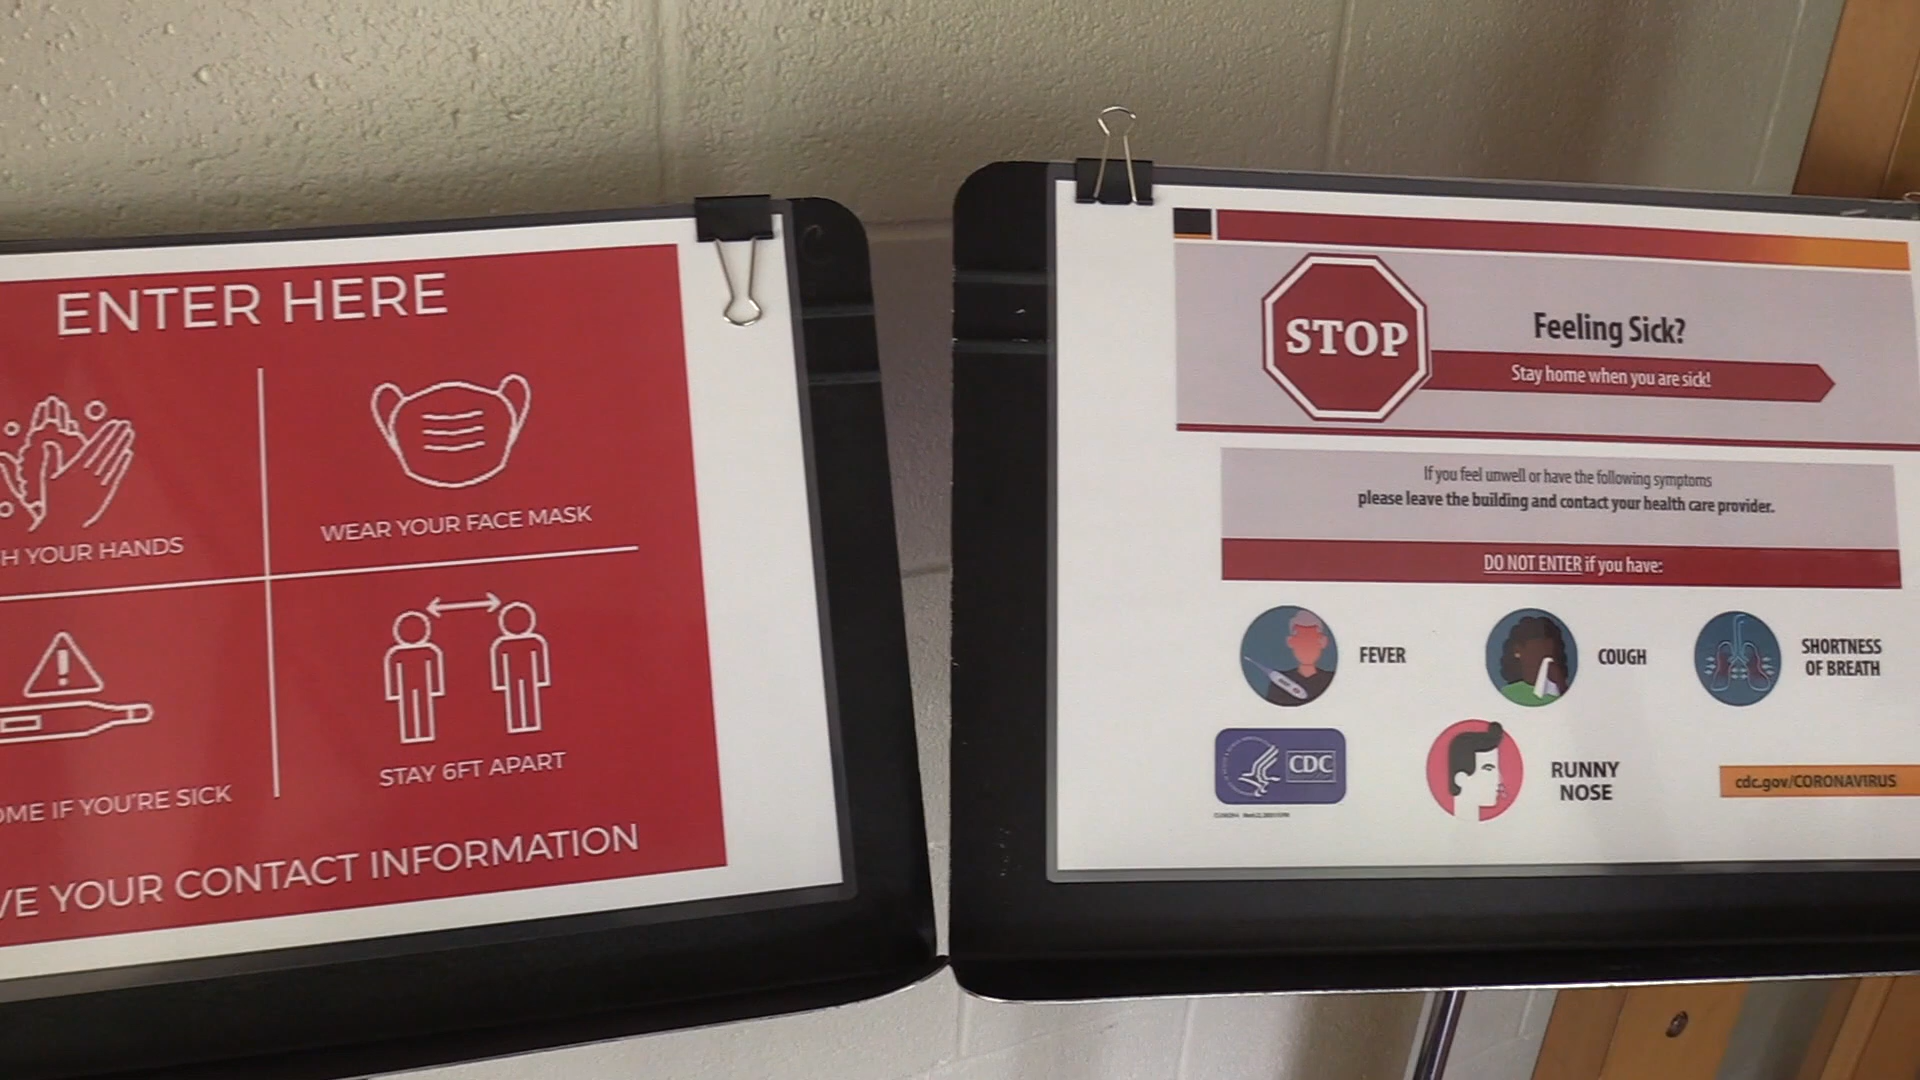 ENTER HERE
H YOUR HANDS
WEAR YOUR FACE MASK
OME IF YOU'RE SICK
STAY 6FT APART
VE YOUR CONTACT INFORMATION
STOP
Feeling Sick?
Stay home when you are sick!
If you feel unwell or have the following symptoms
please leave the building and contact your health care provider.
DO NOT ENTER if you have:
FEVER
COUGH
SHORTNESS
OF BREATH
CDC
RUNNY
NOSE
cdc.gov/CORONAVIRUS